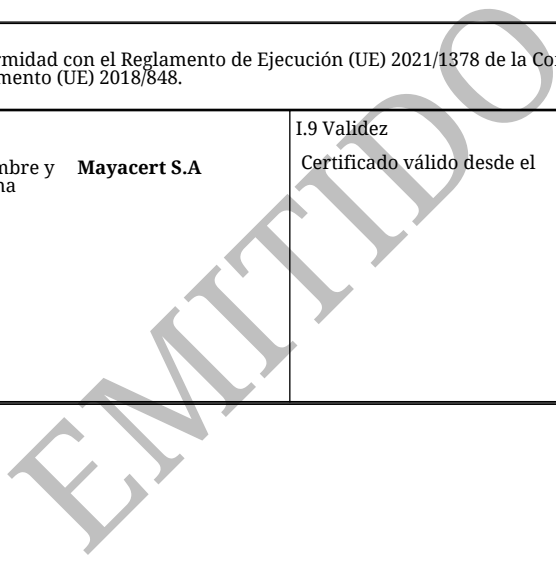 rmidad con el Reglamento de Ejecución (UE) 2021/1378 de la Co
mento (UE) 2018/848.
I.9 Validez
mbre y Mayacert S.A
Certificado válido desde el
na
EMITIDO